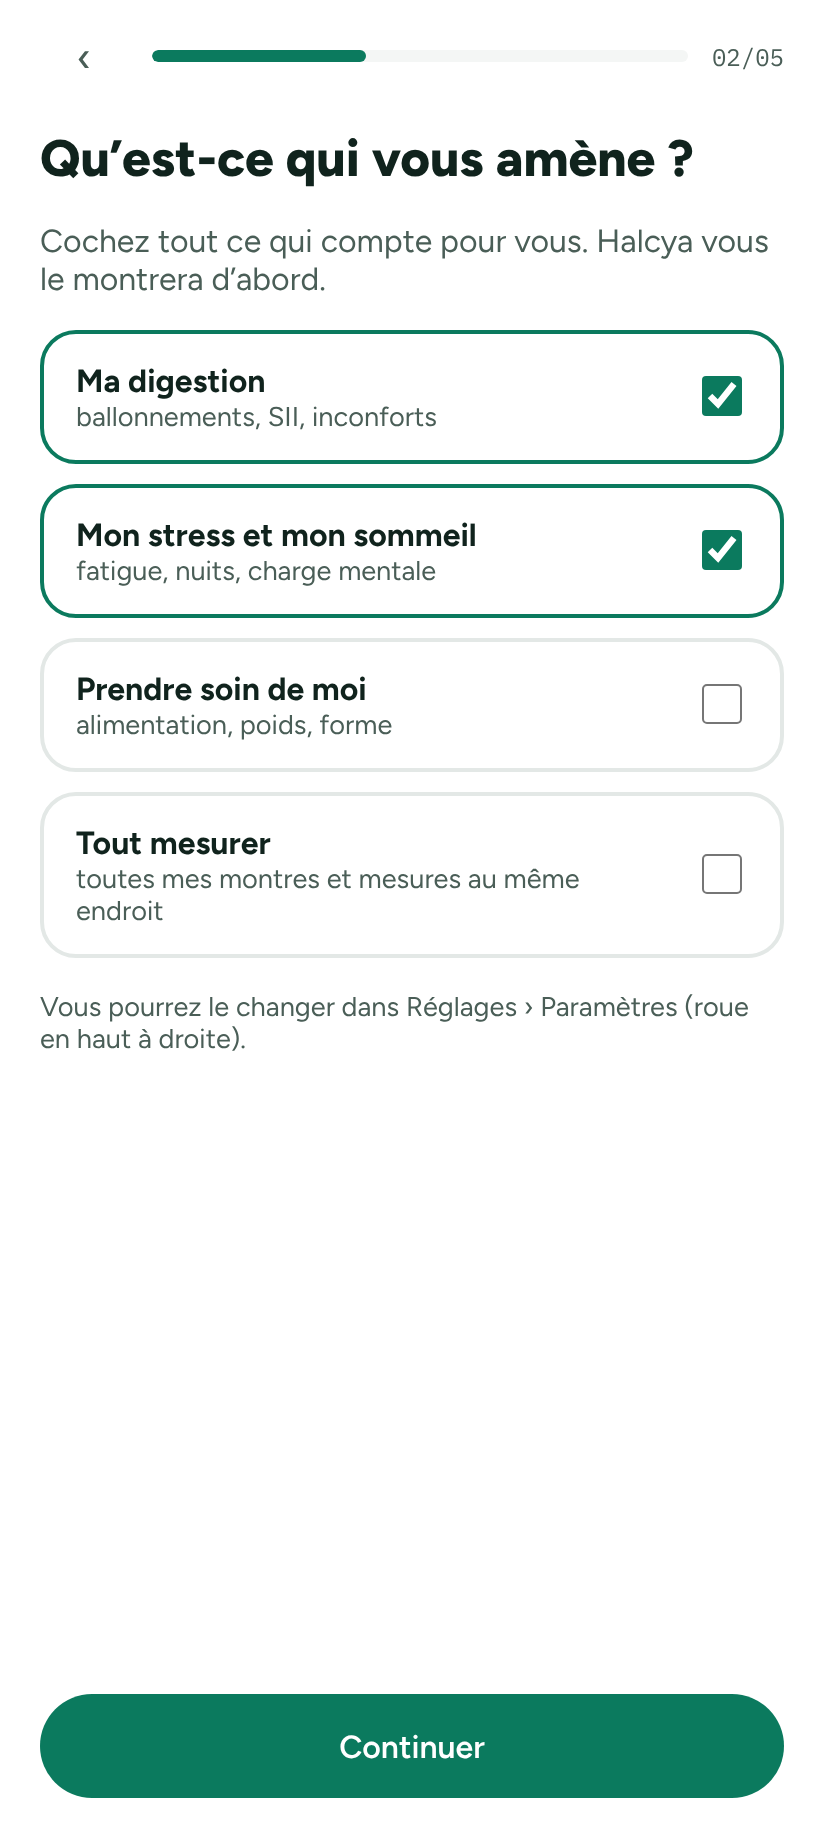 ‹
02/05
Qu’est-ce qui vous amène ?
Cochez tout ce qui compte pour vous. Halcya vous
le montrera d’abord.
Ma digestion
ballonnements, SII, inconforts
Mon stress et mon sommeil
fatigue, nuits, charge mentale
Prendre soin de moi
alimentation, poids, forme
Tout mesurer
toutes mes montres et mesures au même
endroit
Vous pourrez le changer dans Réglages › Paramètres (roue
en haut à droite).
Continuer